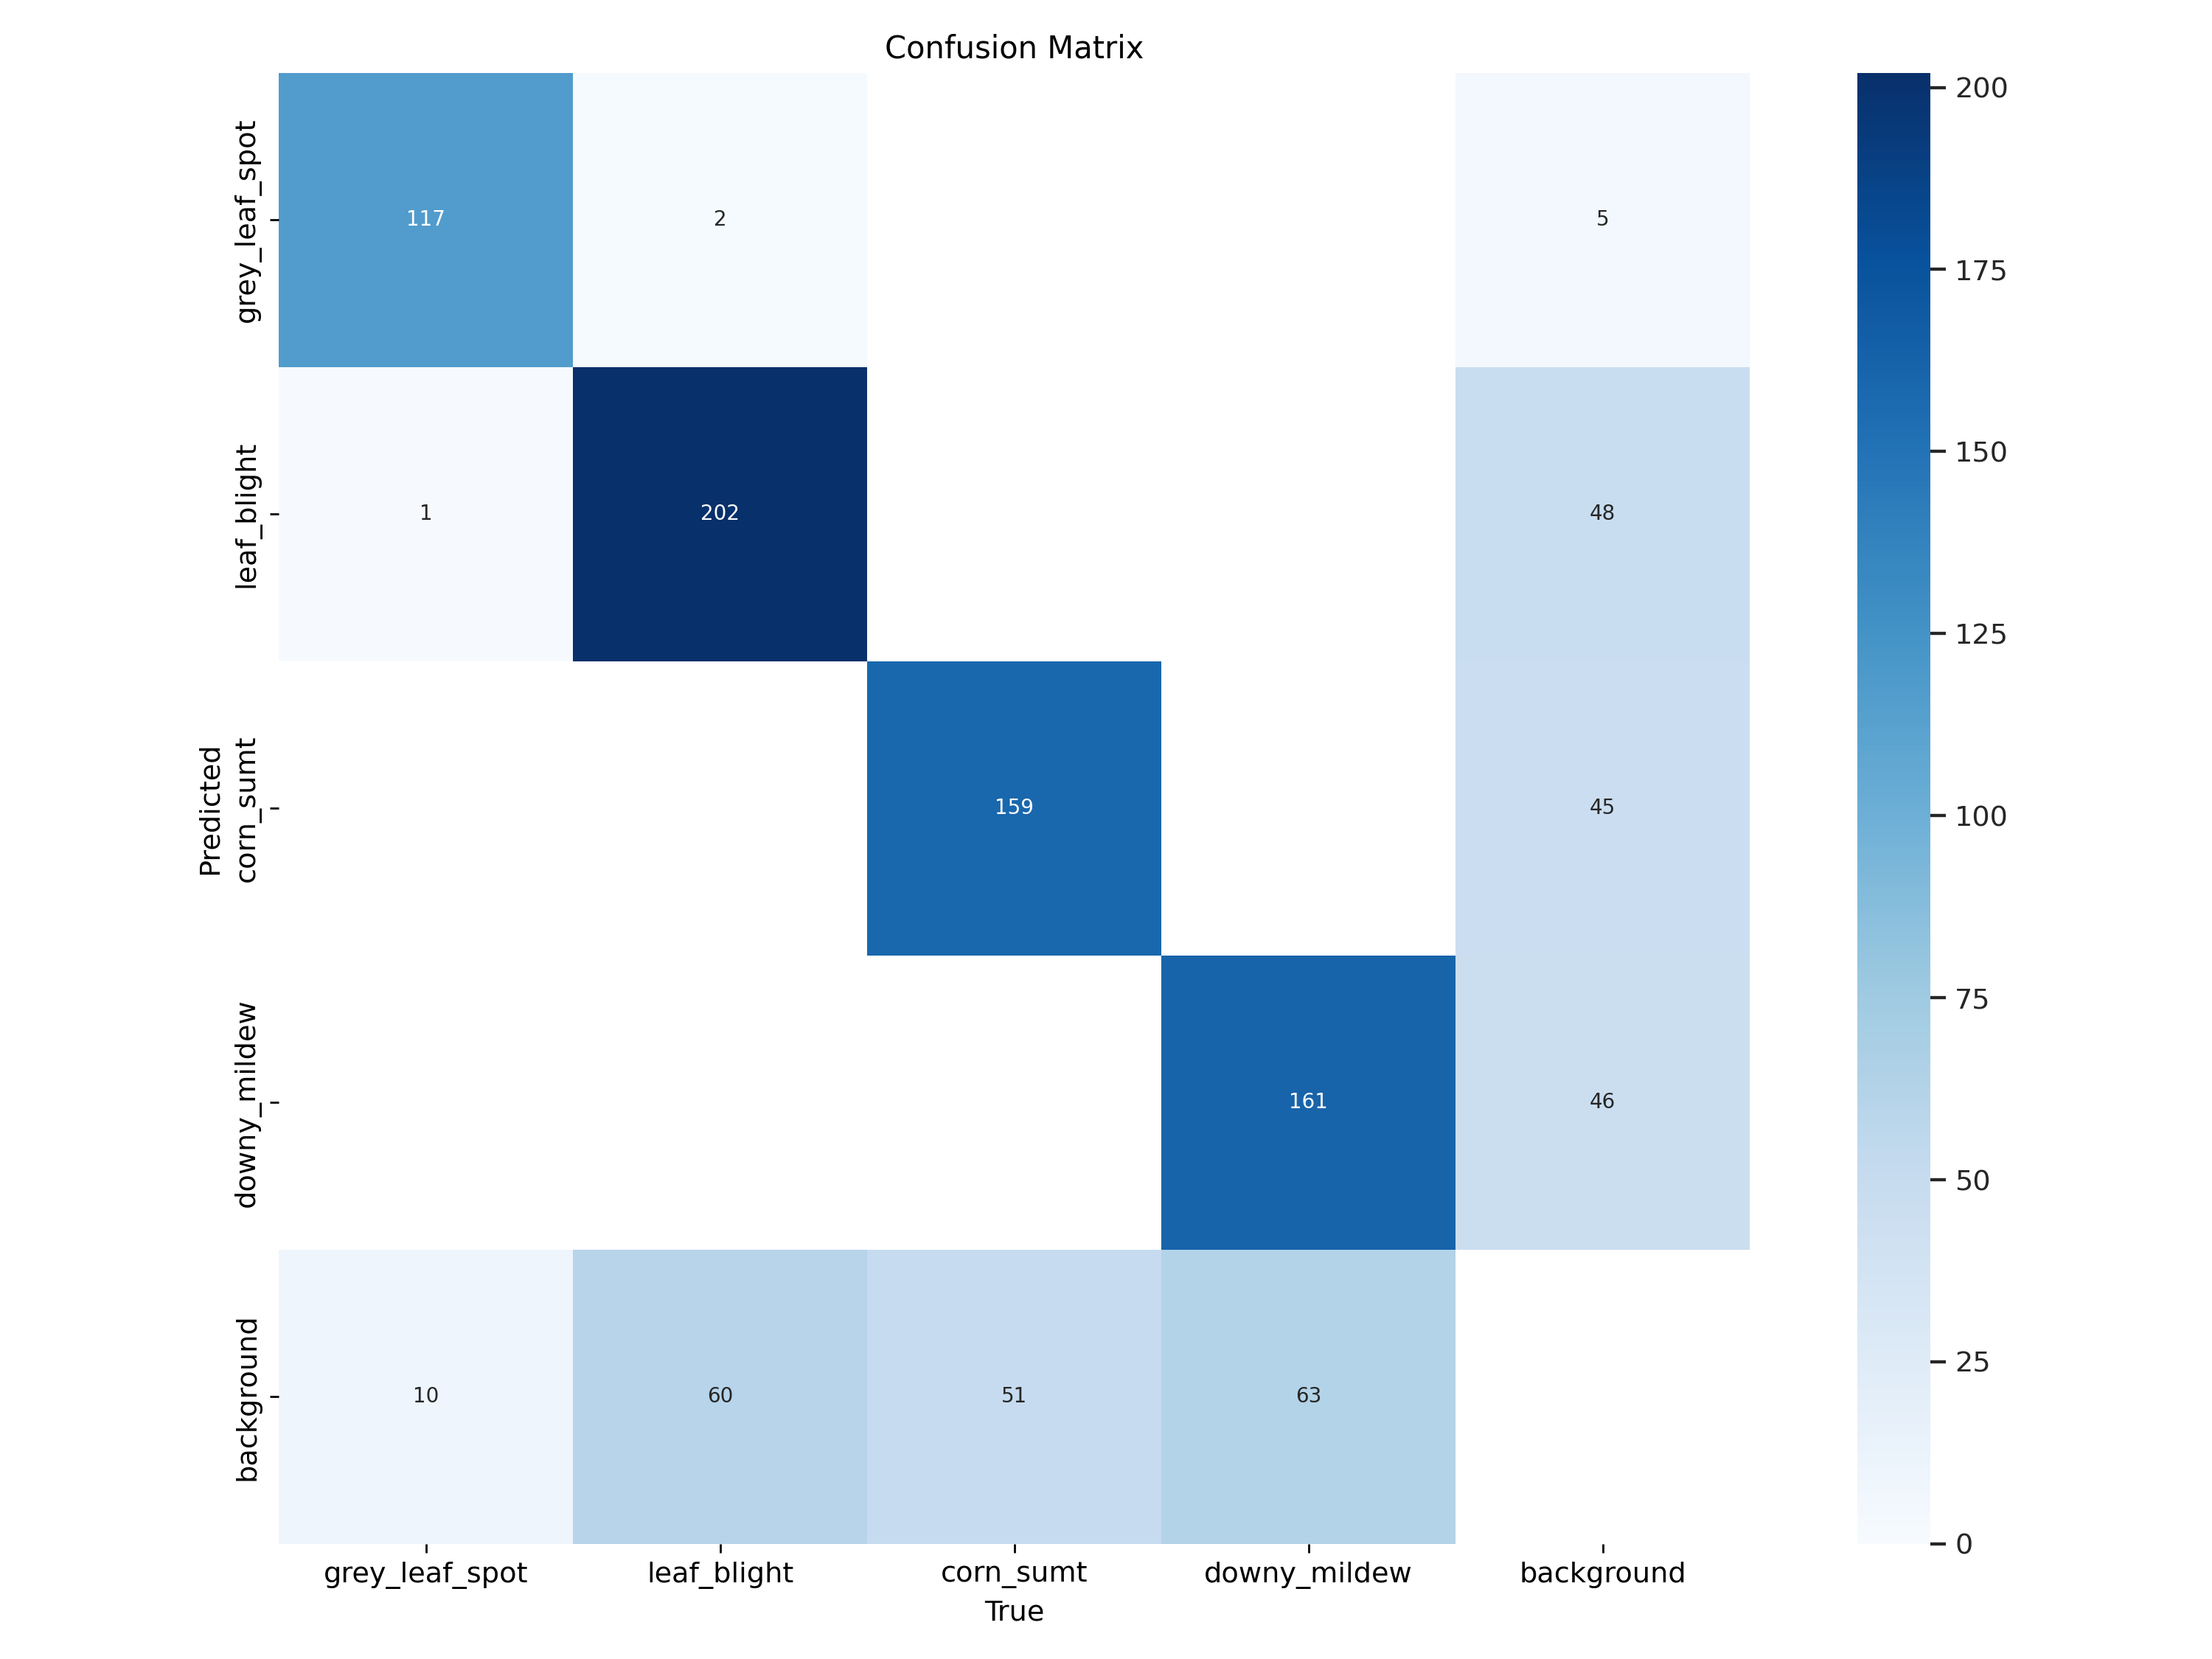 Confusion Matrix
200
175
150
125
100
75
50
25
0
Predicted
grey_leaf_spot
117
2
5
leaf_blight
1
202
48
corn_sumt
159
45
downy_mildew
161
46
background
10
60
51
63
grey_leaf_spot
leaf_blight
corn_sumt
downy_mildew
background
True